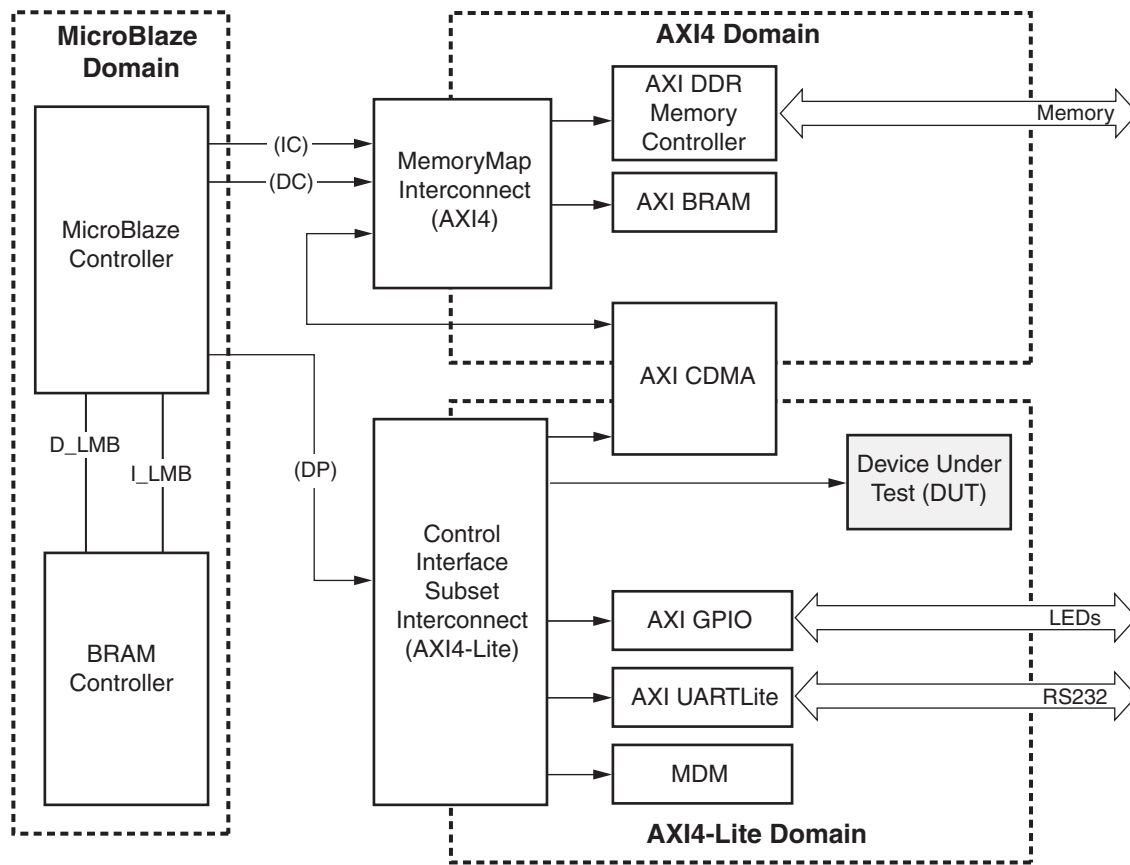 MicroBlaze
Domain
MicroBlaze
Controller
D_LMB
I_LMB
BRAM
Controller
(IC)
(DC)
(DP)
AXI4 Domain
MemoryMap
Interconnect
(AXI4)
AXI DDR
Memory
Controller
Memory
AXI BRAM
AXI CDMA
Control
Interface
Subset
Interconnect
(AXI4-Lite)
Device Under
Test (DUT)
AXI GPIO
LEDs
AXI UARTLite
RS232
MDM
AXI4-Lite Domain